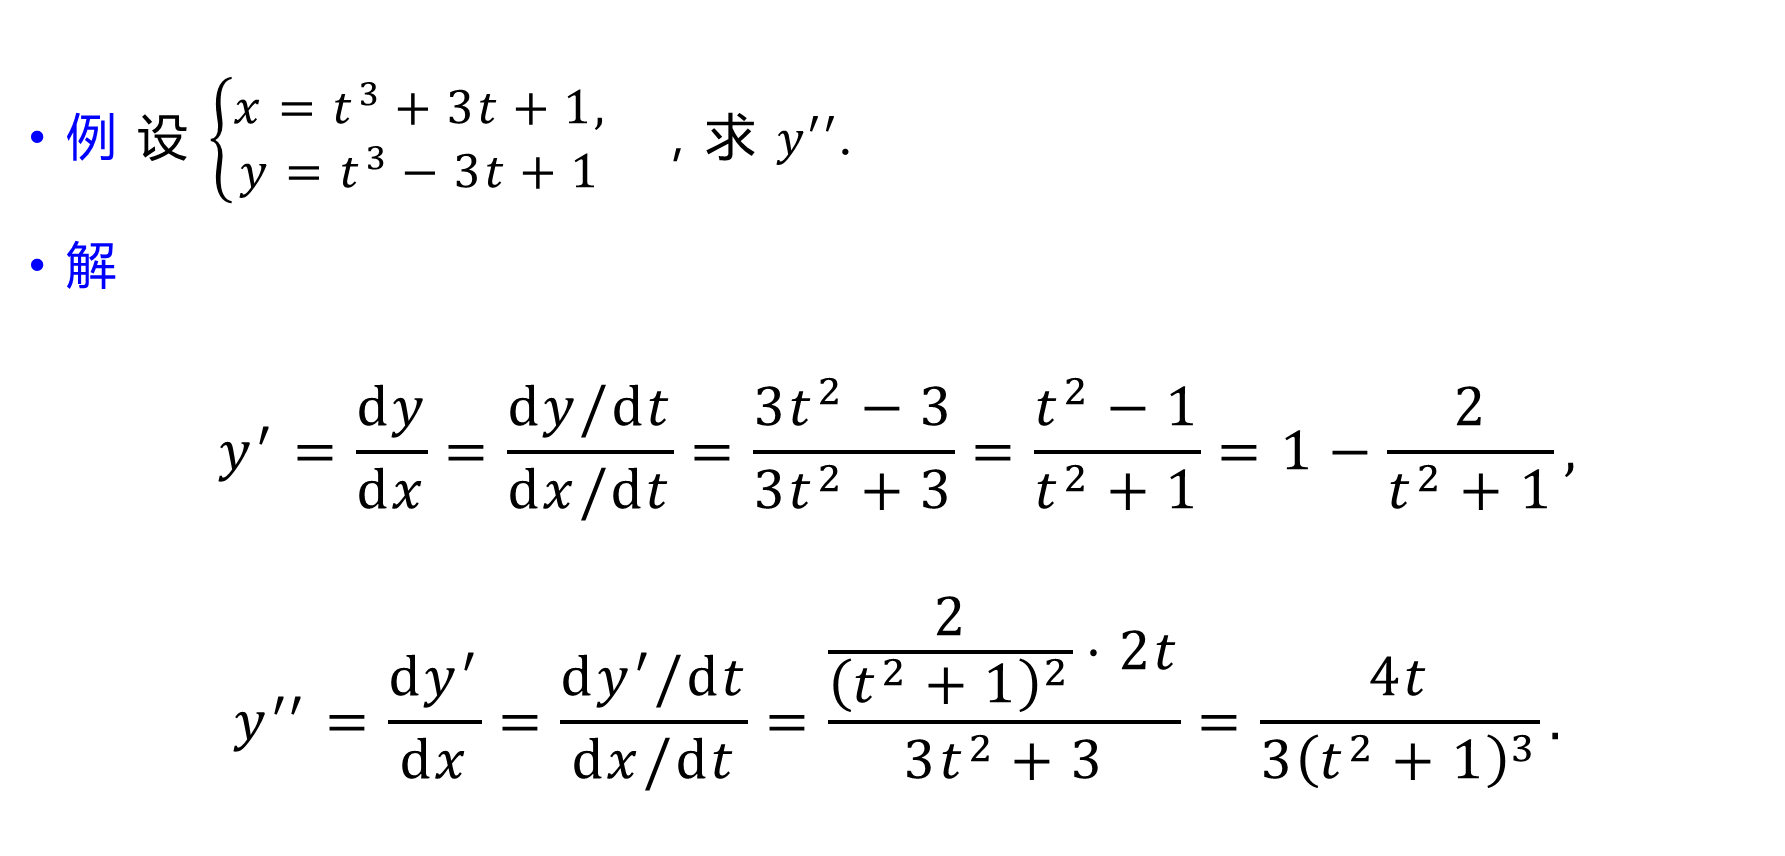 • 例 设 {x = t³ + 3t + 1, y = t³ − 3t + 1 , 求 y′′.
• 解
y′ = dy/dx = (dy/dt)/(dx/dt) = (3t² − 3)/(3t² + 3) = (t² − 1)/(t² + 1) = 1 − 2/(t² + 1),
y′′ = dy′/dx = (dy′/dt)/(dx/dt) = (2/(t² + 1)² · 2t)/(3t² + 3) = 4t/(3(t² + 1)³).